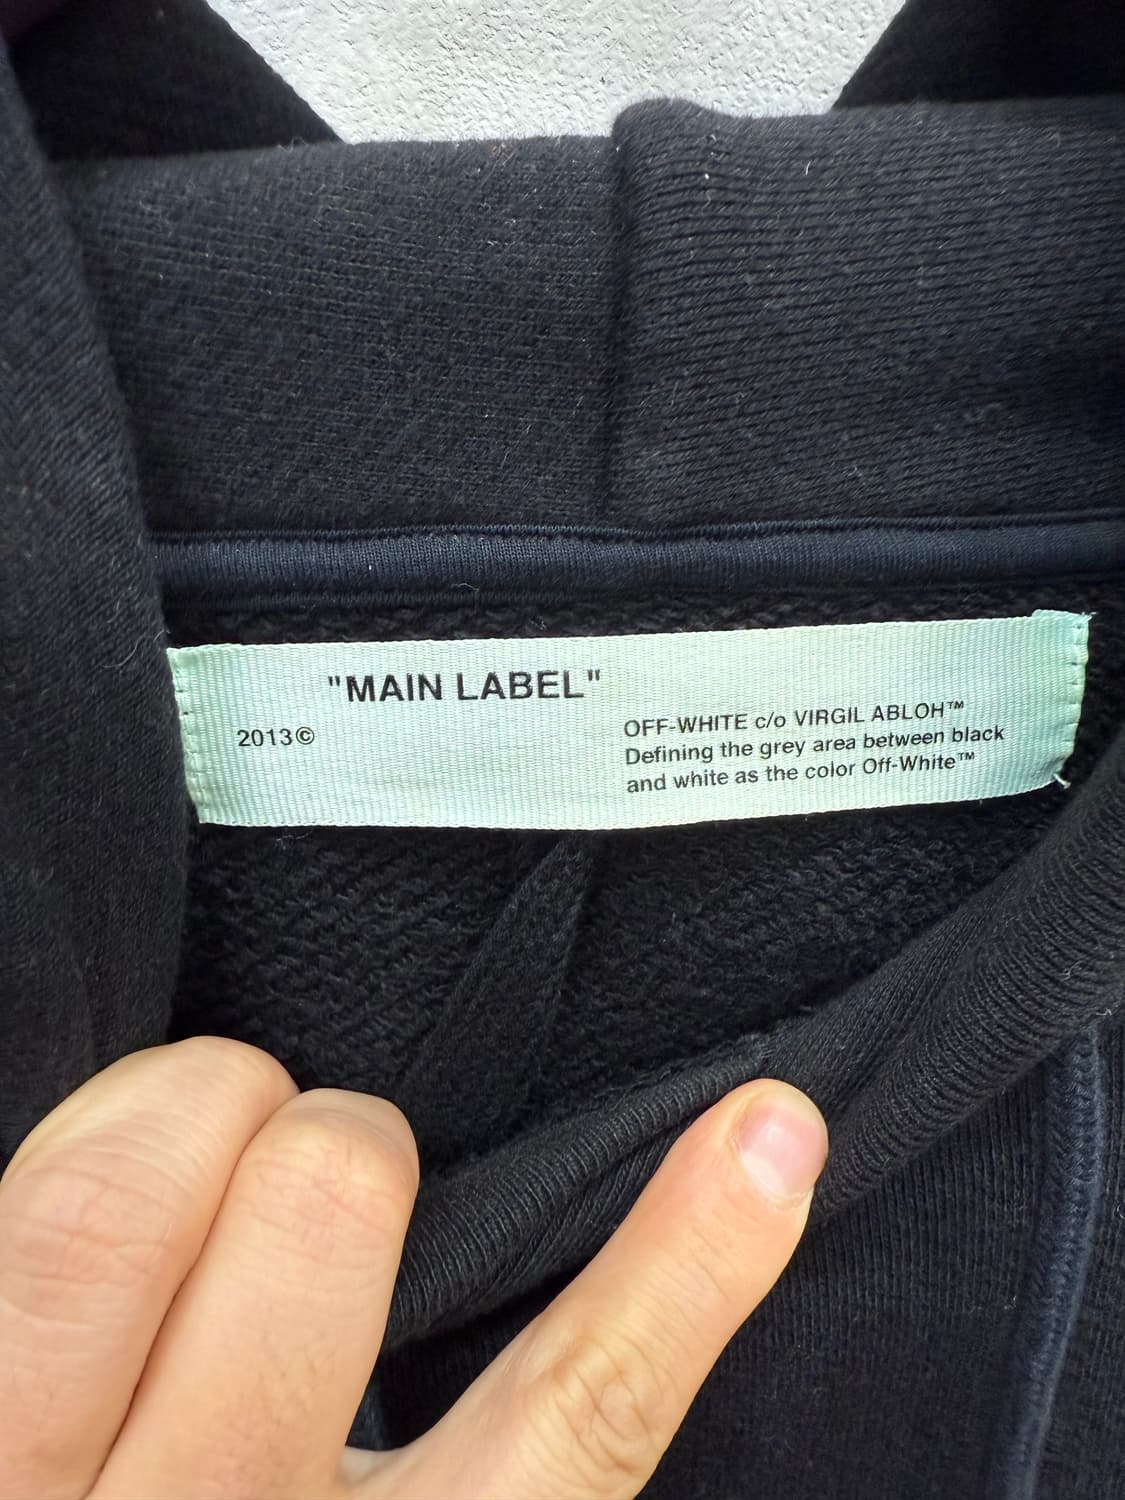 "MAIN LABEL"
2013©
OFF-WHITE c/o VIRGIL ABLOH™
Defining the grey area between black
and white as the color Off-White™